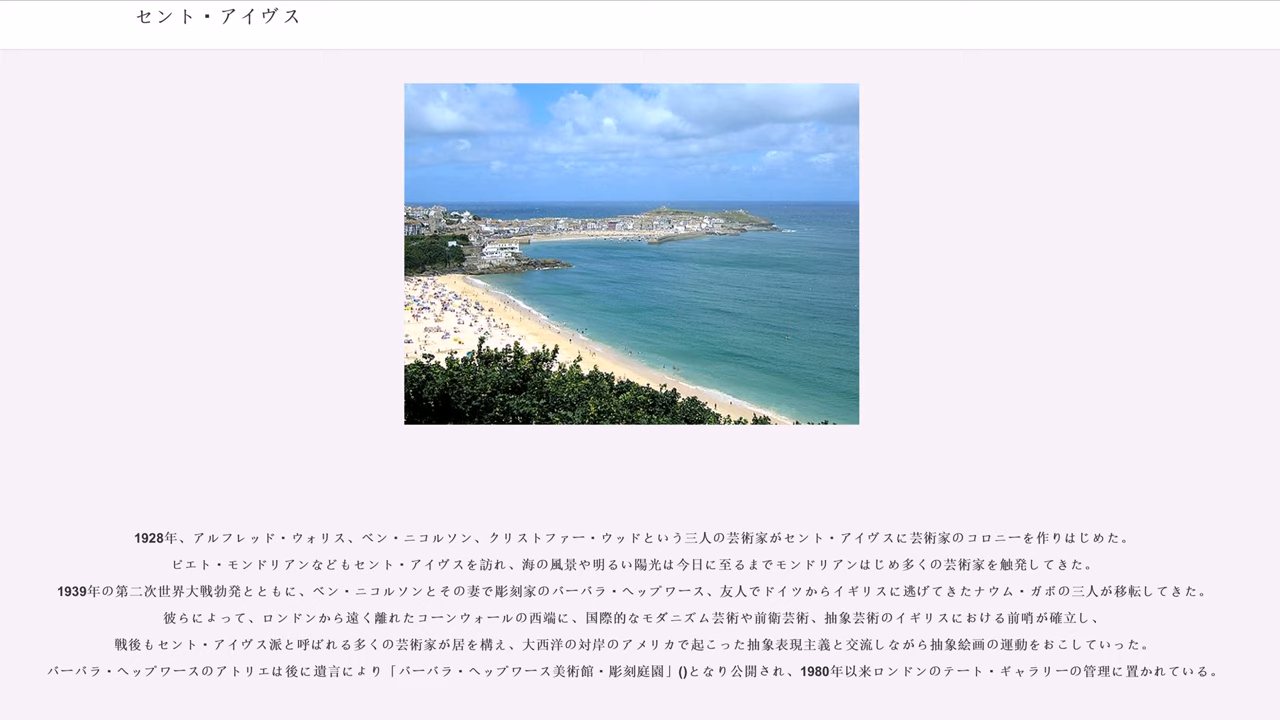 セント・アイヴス
1928年、アルフレッド・ウォリス、ベン・ニコルソン、クリストファー・ウッドという三人の芸術家がセント・アイヴスに芸術家のコロニーを作りはじめた。
ピエト・モンドリアンなどもセント・アイヴスを訪れ、海の風景や明るい陽光は今日に至るまでモンドリアンはじめ多くの芸術家を触発してきた。
1939年の第二次世界大戦勃発とともに、ベン・ニコルソンとその妻で彫刻家のバーバラ・ヘップワース、友人でドイツからイギリスに逃げてきたナウム・ガボの三人が移転してきた。
彼らによって、ロンドンから遠く離れたコーンウォールの西端に、国際的なモダニズム芸術や前衛芸術、抽象芸術のイギリスにおける前哨が確立し、
戦後もセント・アイヴス派と呼ばれる多くの芸術家が居を構え、大西洋の対岸のアメリカで起こった抽象表現主義と交流しながら抽象絵画の運動をおこしていった。
バーバラ・ヘップワースのアトリエは後に遺言により「バーバラ・ヘップワース美術館・彫刻庭園」()となり公開され、1980年以来ロンドンのテート・ギャラリーの管理に置かれている。